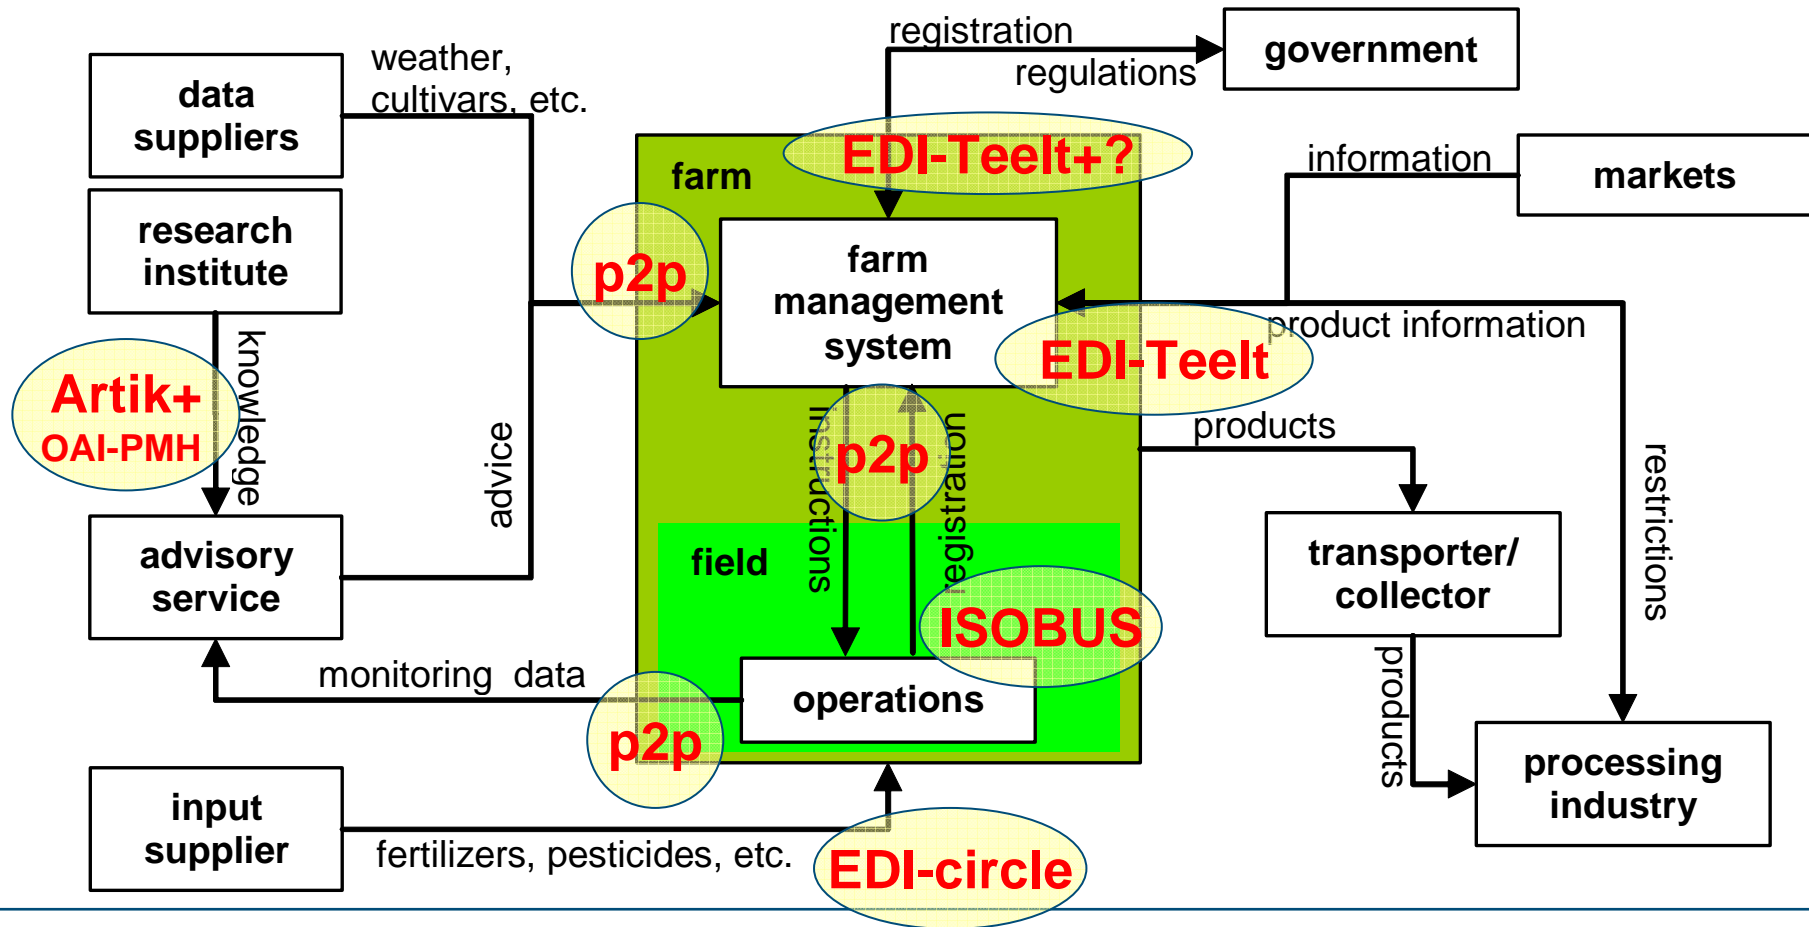 registration
regulations
government
weather,
cultivars, etc.
data
suppliers
EDI-Teelt+?
farm
information
markets
research
institute
p2p
farm
management
system
product information
EDI-Teelt
knowledge
Artik+
OAI-PMH
advice
instructions
p2p
registration
products
restrictions
advisory
service
field
transporter/
collector
ISOBUS
monitoring data
operations
p2p
products
processing
industry
input
supplier
fertilizers, pesticides, etc.
EDI-circle